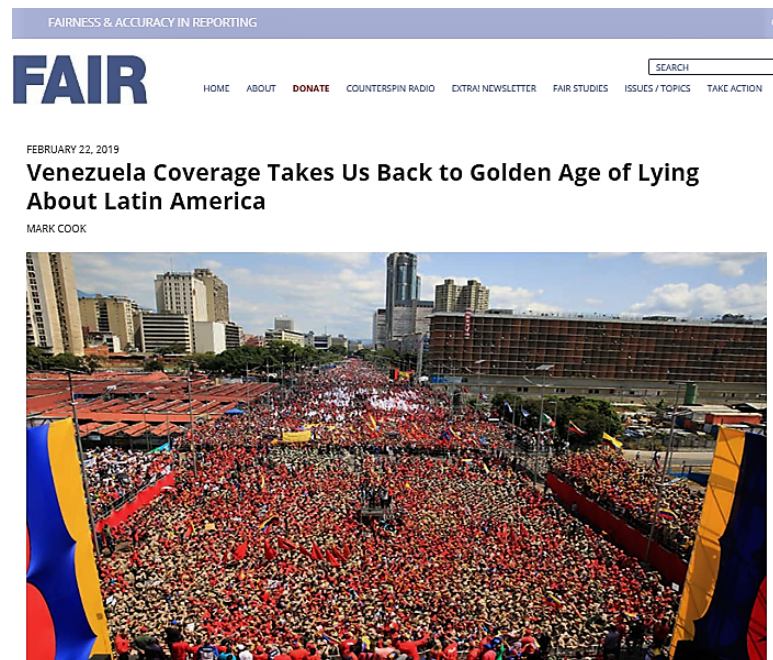 FAIRNESS & ACCURACY IN REPORTING
FAIR
SEARCH
HOME ABOUT DONATE COUNTERSPIN RADIO EXTRA! NEWSLETTER FAIR STUDIES ISSUES / TOPICS TAKE ACTION
FEBRUARY 22, 2019
Venezuela Coverage Takes Us Back to Golden Age of Lying
About Latin America
MARK COOK